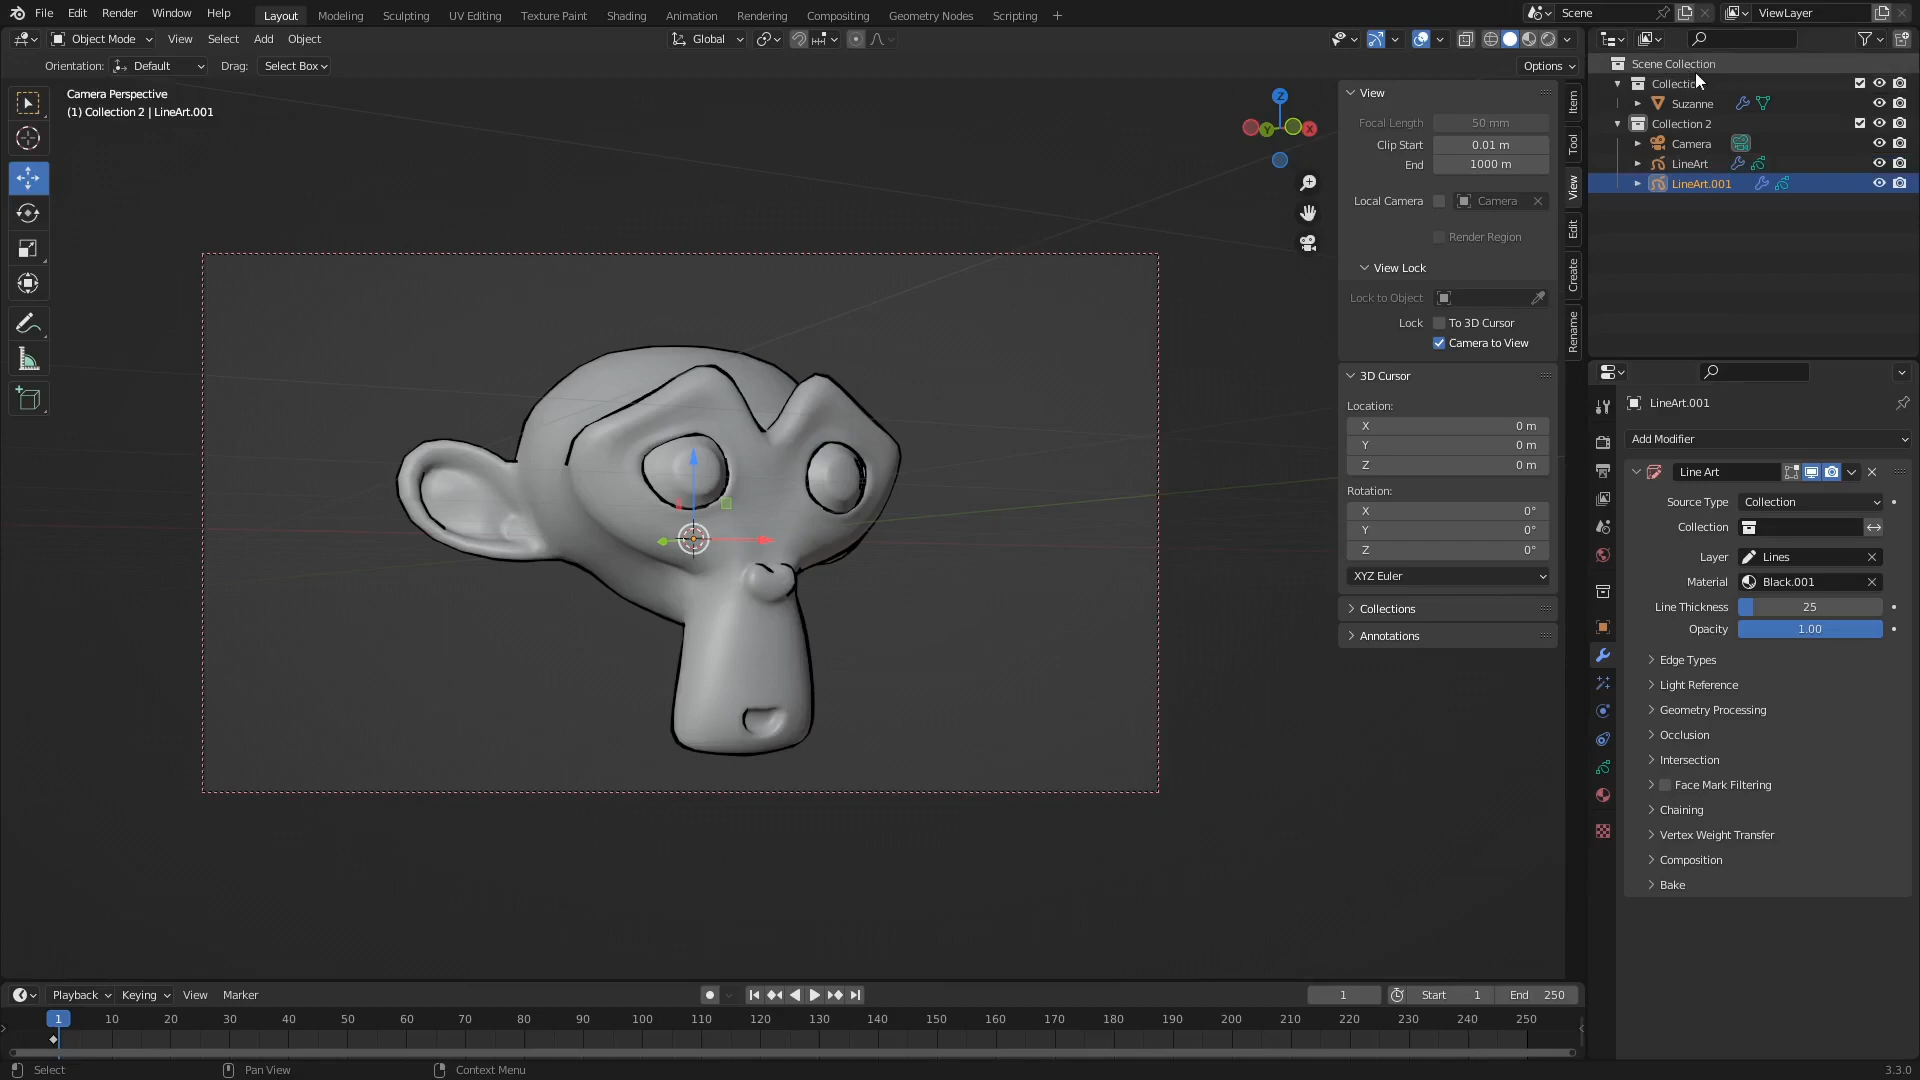 File Edit Render Window Help Layout Modeling Sculpting UV Editing Texture Paint Shading Animation Rendering Compositing Geometry Nodes Scripting + Scene ViewLayer
Object Mode View Select Add Object Global
Orientation: Default Drag: Select Box Options
Camera Perspective
(1) Collection 2 | LineArt.001
Z
Y
X
View
Focal Length 50 mm
Clip Start 0.01 m
End 1000 m
Local Camera Camera
Render Region
View Lock
Lock to Object
Lock To 3D Cursor
Camera to View
3D Cursor
Location:
X 0 m
Y 0 m
Z 0 m
Rotation:
X 0°
Y 0°
Z 0°
XYZ Euler
Collections
Annotations
Item
Tool
View
Edit
Create
Rename
Scene Collection
Suzanne
Collection 2
Camera
LineArt
LineArt.001
LineArt.001
Add Modifier
Line Art
Source Type Collection
Collection
Layer Lines
Material Black.001
Line Thickness 25
Opacity 1.00
Edge Types
Light Reference
Geometry Processing
Occlusion
Intersection
Face Mark Filtering
Chaining
Vertex Weight Transfer
Composition
Bake
Playback Keying View Marker 1 Start 1 End 250
1 10 20 30 40 50 60 70 80 90 100 110 120 130 140 150 160 170 180 190 200 210 220 230 240 250
Select Pan View Context Menu 3.3.0